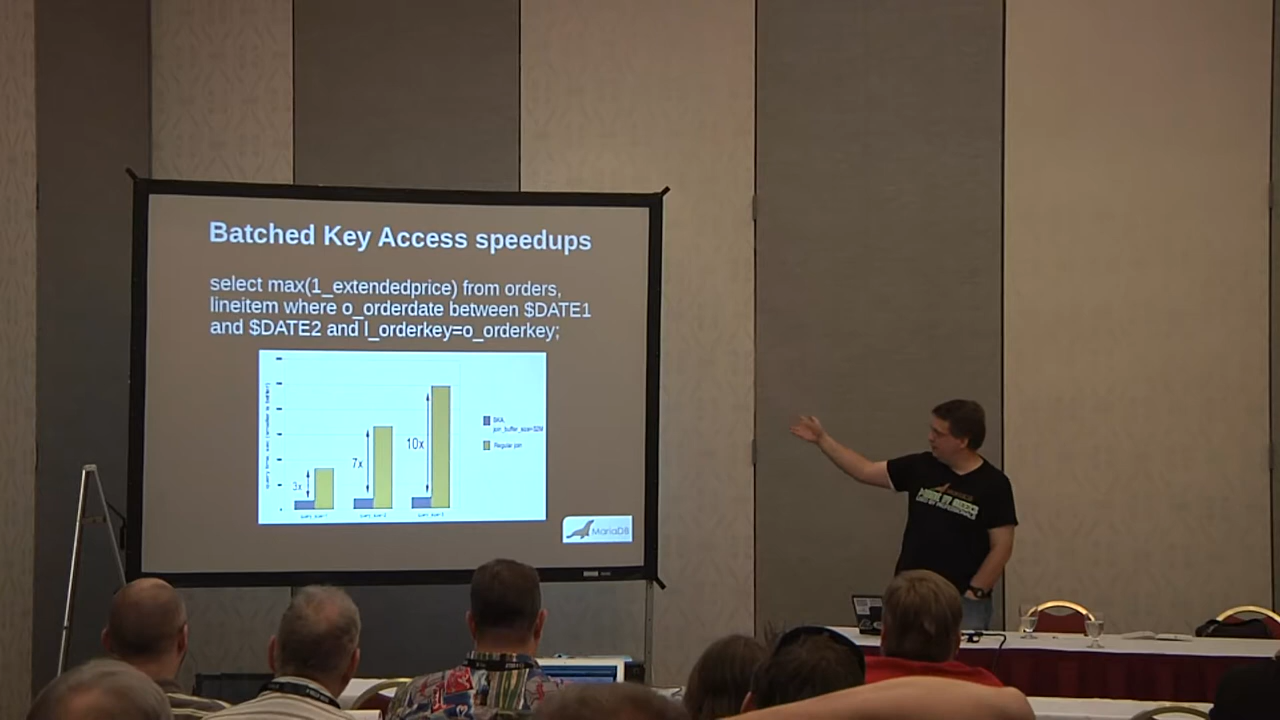 Batched Key Access speedups
select max(1_extendedprice) from orders,
lineitem where o_orderdate between $DATE1
and $DATE2 and l_orderkey=o_orderkey;
10x
7x
3x
BKA,
Regular join
MariaDB